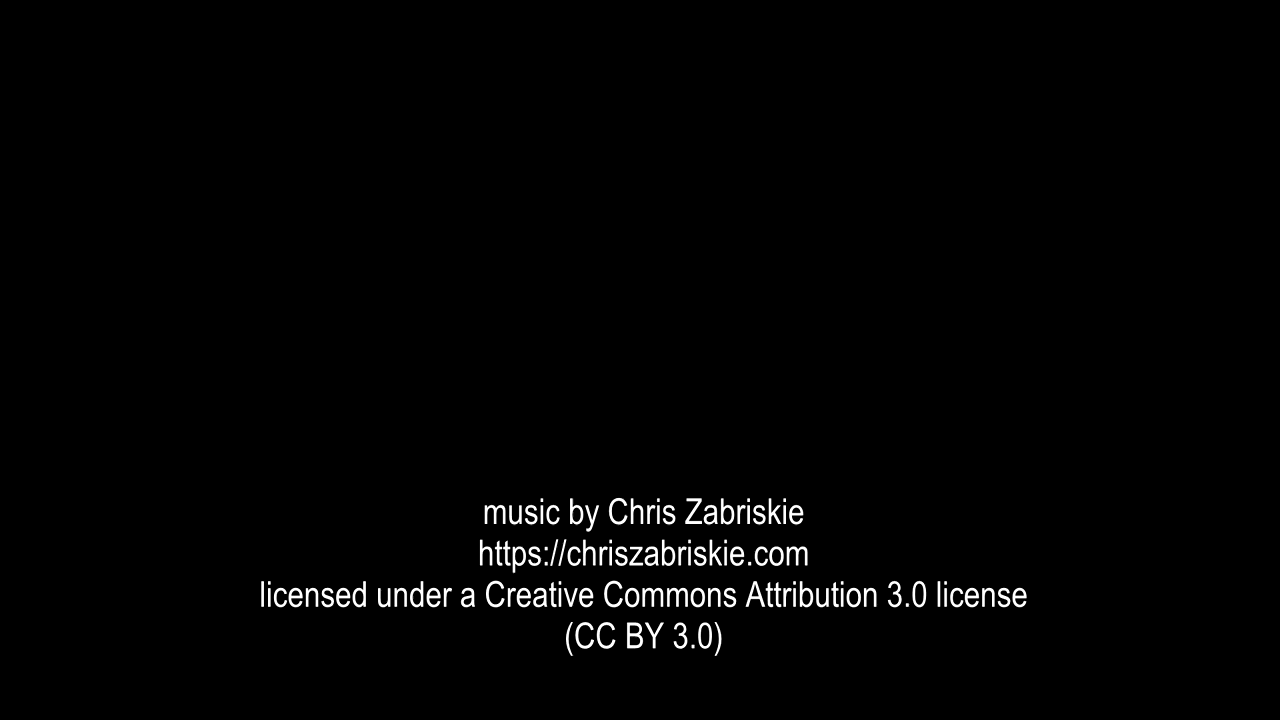 music by Chris Zabriskie
https://chriszabriskie.com
licensed under a Creative Commons Attribution 3.0 license
(CC BY 3.0)